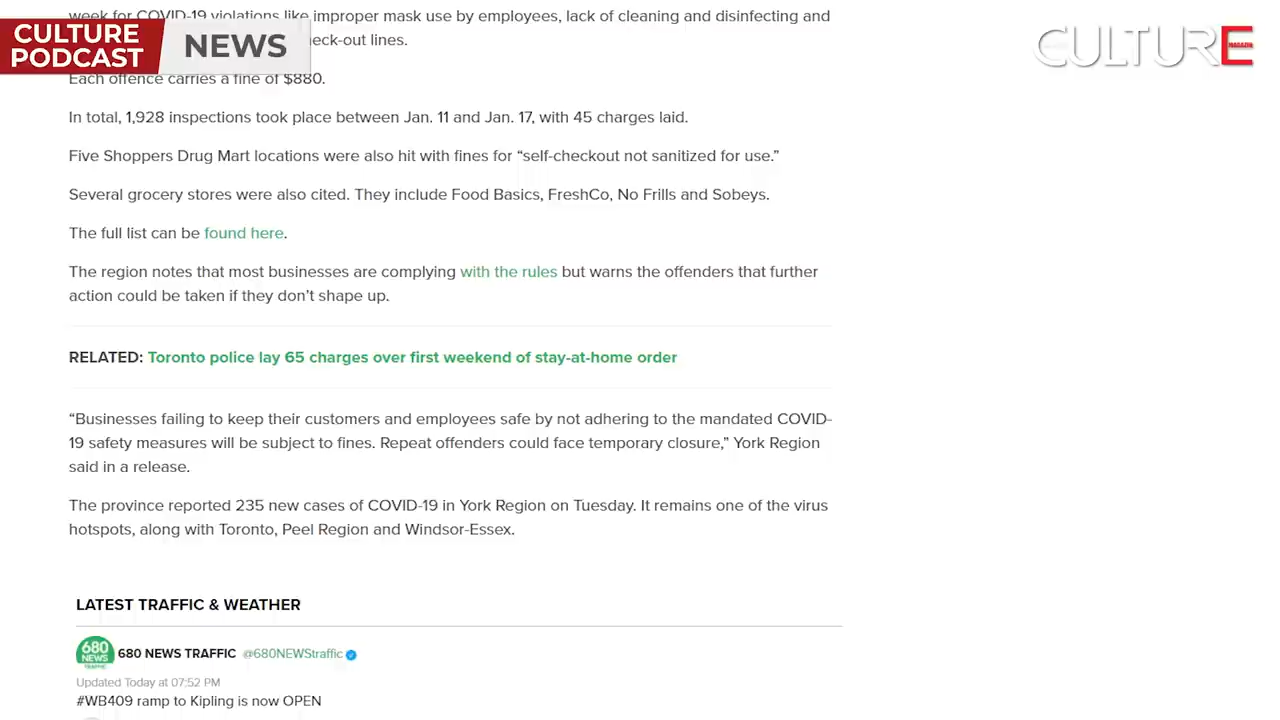 week for COVID-19 violations like improper mask use by employees, lack of cleaning and disinfecting and
CULTURE
PODCAST
NEWS
eck-out lines.
CULTURE
MAGAZIN
Each offence carries a fine of $880.
In total, 1,928 inspections took place between Jan. 11 and Jan. 17, with 45 charges laid.
Five Shoppers Drug Mart locations were also hit with fines for “self-checkout not sanitized for use.”
Several grocery stores were also cited. They include Food Basics, FreshCo, No Frills and Sobeys.
The full list can be found here.
The region notes that most businesses are complying with the rules but warns the offenders that further
action could be taken if they don’t shape up.
RELATED: Toronto police lay 65 charges over first weekend of stay-at-home order
“Businesses failing to keep their customers and employees safe by not adhering to the mandated COVID-
19 safety measures will be subject to fines. Repeat offenders could face temporary closure,” York Region
said in a release.
The province reported 235 new cases of COVID-19 in York Region on Tuesday. It remains one of the virus
hotspots, along with Toronto, Peel Region and Windsor-Essex.
LATEST TRAFFIC & WEATHER
680
NEWS
TRAFFIC
680 NEWS TRAFFIC @680NEWStraffic
Updated Today at 07:52 PM
#WB409 ramp to Kipling is now OPEN